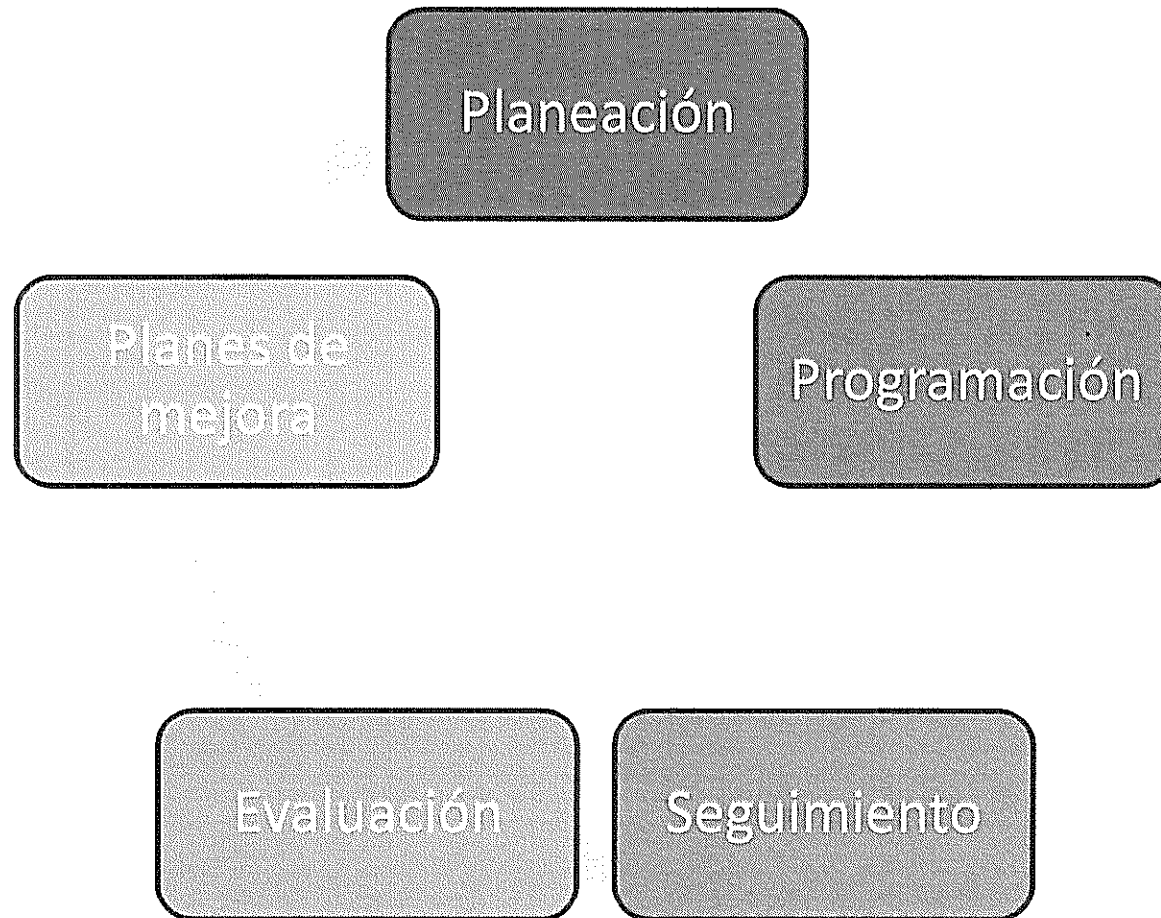 Planeación
Programación
Seguimiento
Evaluación
Planes de
mejora